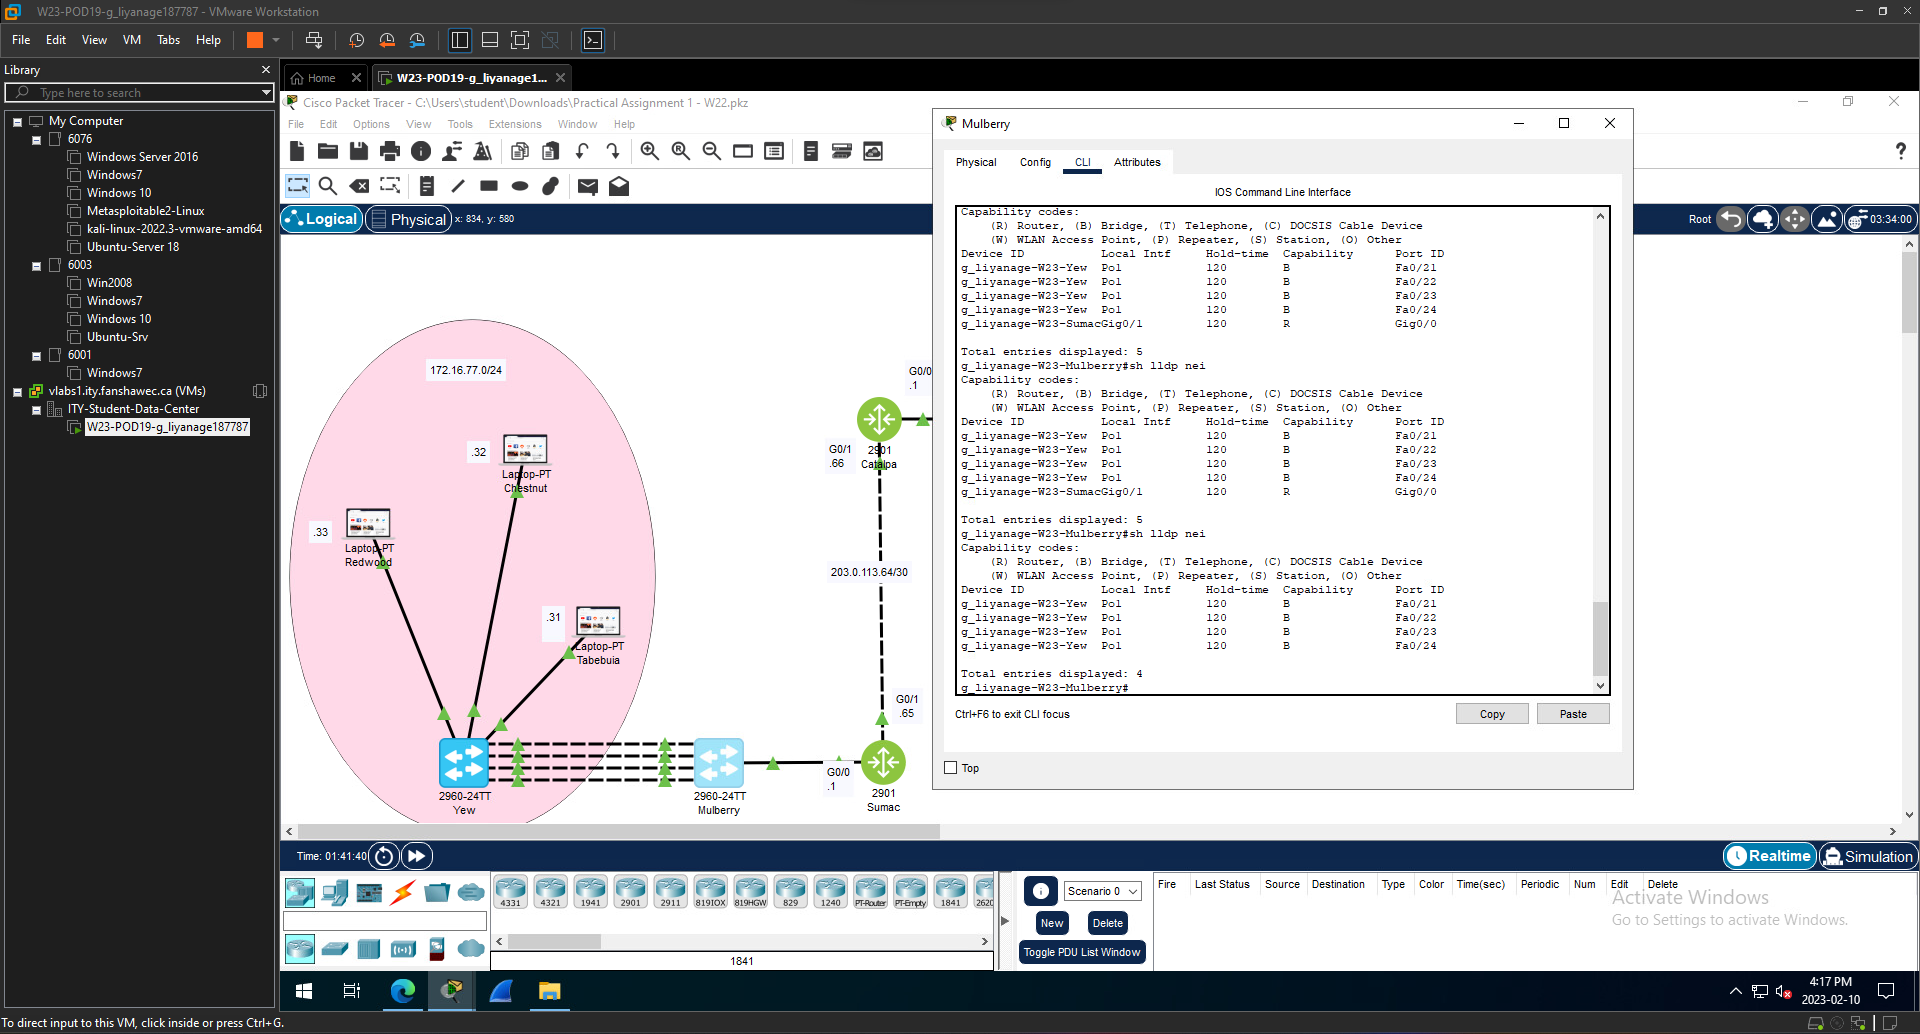 W23-POD19-g_liyanage187787 - VMware Workstation
File Edit View VM Tabs Help
Library
Type here to search
My Computer
6076
Windows Server 2016
Windows7
Windows 10
Metasploitable2-Linux
kali-linux-2022.3-vmware-amd64
Ubuntu-Server 18
6003
Win2008
Windows7
Windows 10
Ubuntu-Srv
6001
Windows7
vlabs1.ity.fanshawec.ca (VMs)
ITY-Student-Data-Center
W23-POD19-g_liyanage187787
Home
W23-POD19-g_liyanage1...
Cisco Packet Tracer - C:\Users\student\Downloads\Practical Assignment 1 - W22.pkz
File Edit Options View Tools Extensions Window Help
Logical Physical x: 834, y: 580
Root 03:34:00
172.16.77.0/24
.32
Laptop-PT
Chestnut
.33
Laptop-PT
Redwood
.31
Laptop-PT
Tabebuia
2960-24TT
Yew
2960-24TT
Mulberry
G0/0
.1
2901
Sumac
G0/1
.65
203.0.113.64/30
G0/1
.66
2901
Catalpa
G0/0
.1
Mulberry
Physical Config CLI Attributes
IOS Command Line Interface
Capability codes:
(R) Router, (B) Bridge, (T) Telephone, (C) DOCSIS Cable Device
(W) WLAN Access Point, (P) Repeater, (S) Station, (O) Other
Device ID Local Intf Hold-time Capability Port ID
g_liyanage-W23-Yew Po1 120 B Fa0/21
g_liyanage-W23-Yew Po1 120 B Fa0/22
g_liyanage-W23-Yew Po1 120 B Fa0/23
g_liyanage-W23-Yew Po1 120 B Fa0/24
g_liyanage-W23-SumacGig0/1 120 R Gig0/0
Total entries displayed: 5
g_liyanage-W23-Mulberry#sh lldp nei
Capability codes:
(R) Router, (B) Bridge, (T) Telephone, (C) DOCSIS Cable Device
(W) WLAN Access Point, (P) Repeater, (S) Station, (O) Other
Device ID Local Intf Hold-time Capability Port ID
g_liyanage-W23-Yew Po1 120 B Fa0/21
g_liyanage-W23-Yew Po1 120 B Fa0/22
g_liyanage-W23-Yew Po1 120 B Fa0/23
g_liyanage-W23-Yew Po1 120 B Fa0/24
g_liyanage-W23-SumacGig0/1 120 R Gig0/0
Total entries displayed: 5
g_liyanage-W23-Mulberry#sh lldp nei
Capability codes:
(R) Router, (B) Bridge, (T) Telephone, (C) DOCSIS Cable Device
(W) WLAN Access Point, (P) Repeater, (S) Station, (O) Other
Device ID Local Intf Hold-time Capability Port ID
g_liyanage-W23-Yew Po1 120 B Fa0/21
g_liyanage-W23-Yew Po1 120 B Fa0/22
g_liyanage-W23-Yew Po1 120 B Fa0/23
g_liyanage-W23-Yew Po1 120 B Fa0/24
Total entries displayed: 4
g_liyanage-W23-Mulberry#
Ctrl+F6 to exit CLI focus
Copy Paste
Top
Time: 01:41:40
Realtime Simulation
4331 4321 1941 2901 2911 819IOX 819HGW 829 1240 PT-Router PT-Empty 1841 2620
1841
Scenario 0
New Delete
Toggle PDU List Window
Fire Last Status Source Destination Type Color Time(sec) Periodic Num Edit Delete
Activate Windows
Go to Settings to activate Windows.
4:17 PM
2023-02-10
To direct input to this VM, click inside or press Ctrl+G.